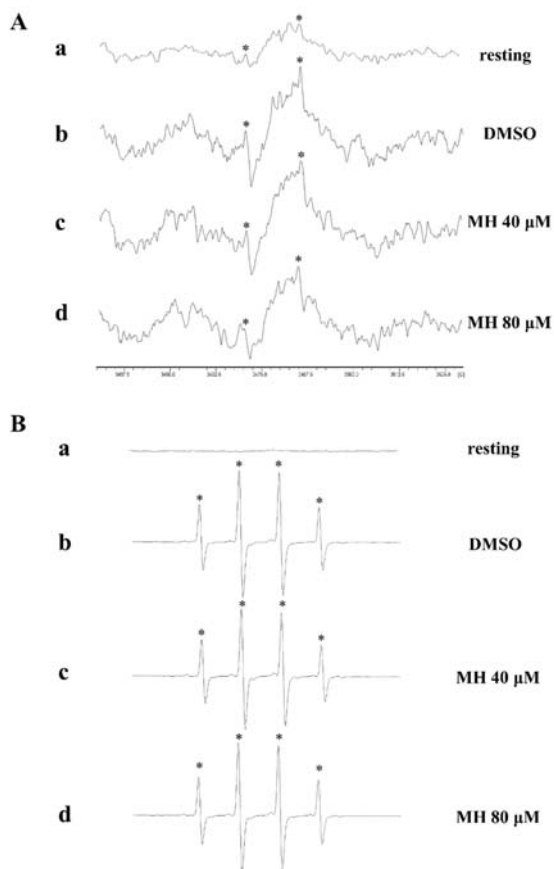 A
a
resting
b
DMSO
c
MH 40 μM
d
MH 80 μM
[G]
B
a
resting
b
DMSO
c
MH 40 μM
d
MH 80 μM